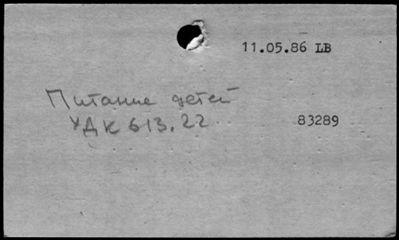 11.05.86 LB
Питание детей
УДК 613.22 83289